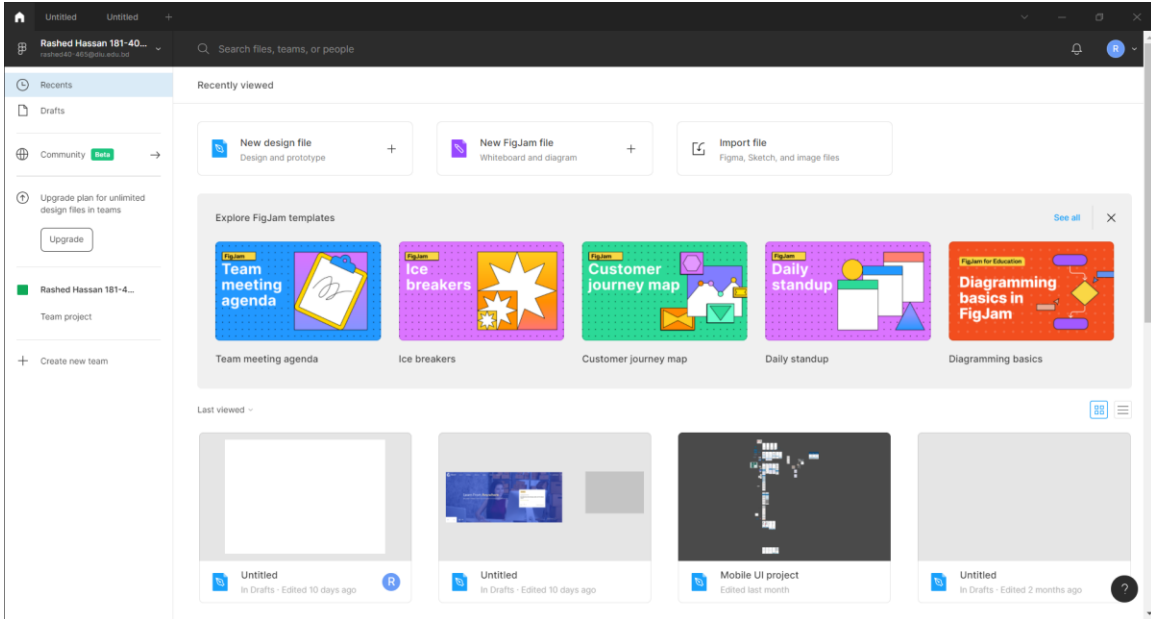 Untitled
Untitled
Rashed Hassan 181-40...
rashed40-485@diu.edu.bd
Search files, teams, or people
R
Recents
Drafts
Community Beta
Upgrade plan for unlimited
design files in teams
Upgrade
Rashed Hassan 181-4...
Team project
Create new team
Recently viewed
New design file
Design and prototype
New FigJam file
Whiteboard and diagram
Import file
Figma, Sketch, and image files
Explore FigJam templates
See all
FigJam
Team
meeting
agenda
Team meeting agenda
FigJam
Ice
breakers
Ice breakers
FigJam
Customer
journey map
Customer journey map
FigJam
Daily
standup
Daily standup
FigJam for Education
Diagramming
basics in
FigJam
Diagramming basics
Last viewed
Untitled
In Drafts · Edited 10 days ago
R
Untitled
In Drafts · Edited 10 days ago
Mobile UI project
Edited last month
Untitled
In Drafts · Edited 2 months ago
?